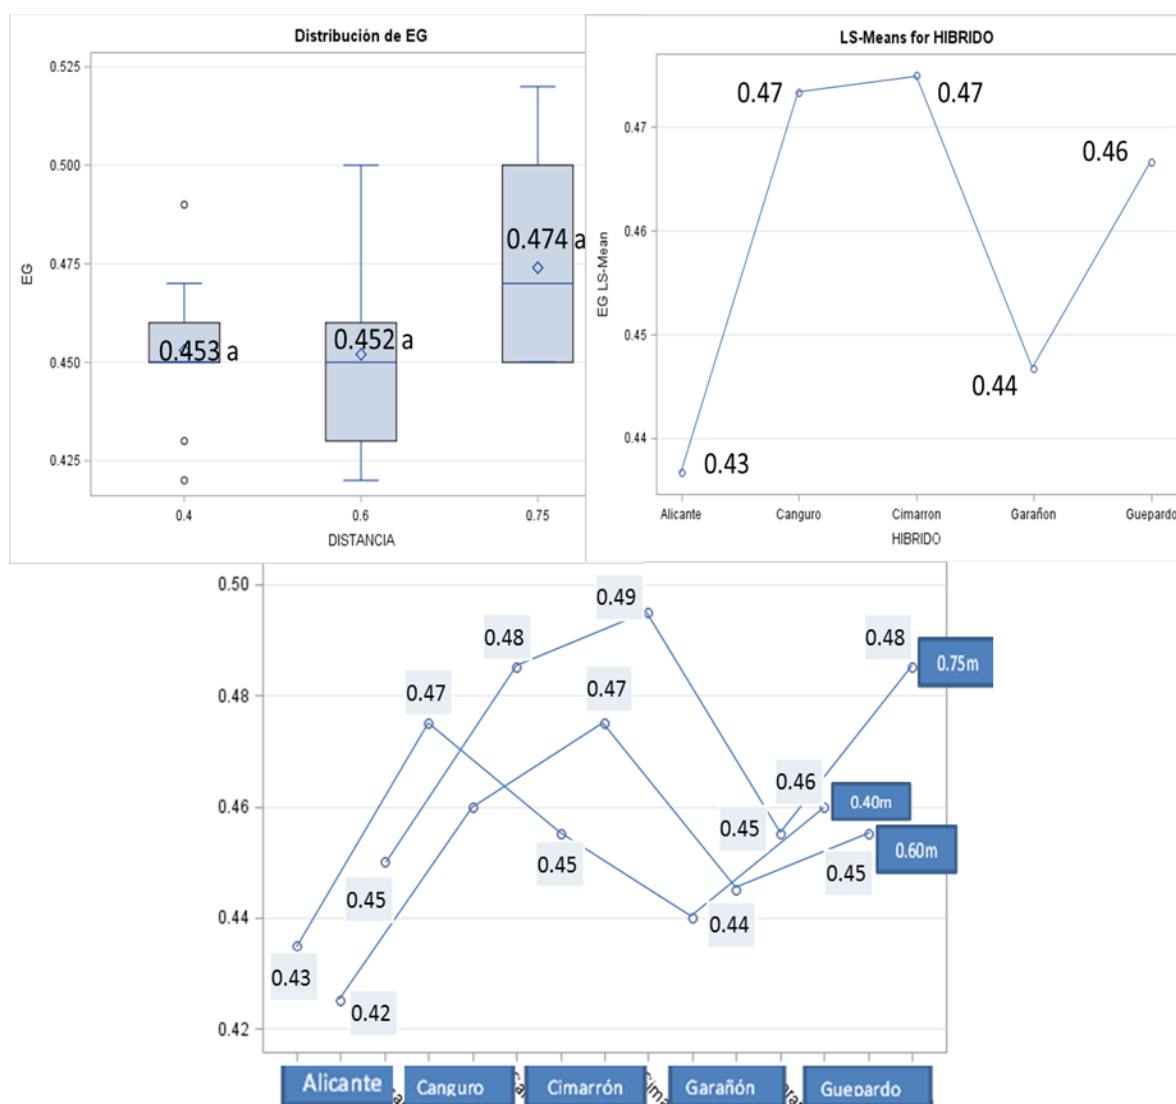 Distribución de EG
0.525
0.500
0.475
0.450
0.425
EG
0.453 a
0.452 a
0.474 a
0.4
0.6
0.75
DISTANCIA
LS-Means for HIBRIDO
0.47
0.46
0.45
0.44
EG LS-Mean
0.43
0.47
0.47
0.44
0.46
Alicante
Canguro
Cimarron
Garañon
Guepardo
HIBRIDO
0.50
0.48
0.46
0.44
0.42
0.43
0.42
0.45
0.47
0.48
0.45
0.47
0.49
0.44
0.45
0.46
0.45
0.48
0.75m
0.40m
0.60m
Alicante
Canguro
Cimarrón
Garañón
Guepardo